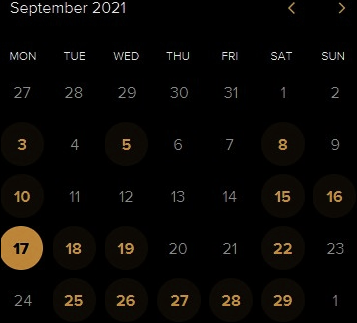 September 2021
MON TUE WED THU FRI SAT SUN
27 28 29 30 31 1 2
3 4 5 6 7 8 9
10 11 12 13 14 15 16
17 18 19 20 21 22 23
24 25 26 27 28 29 1